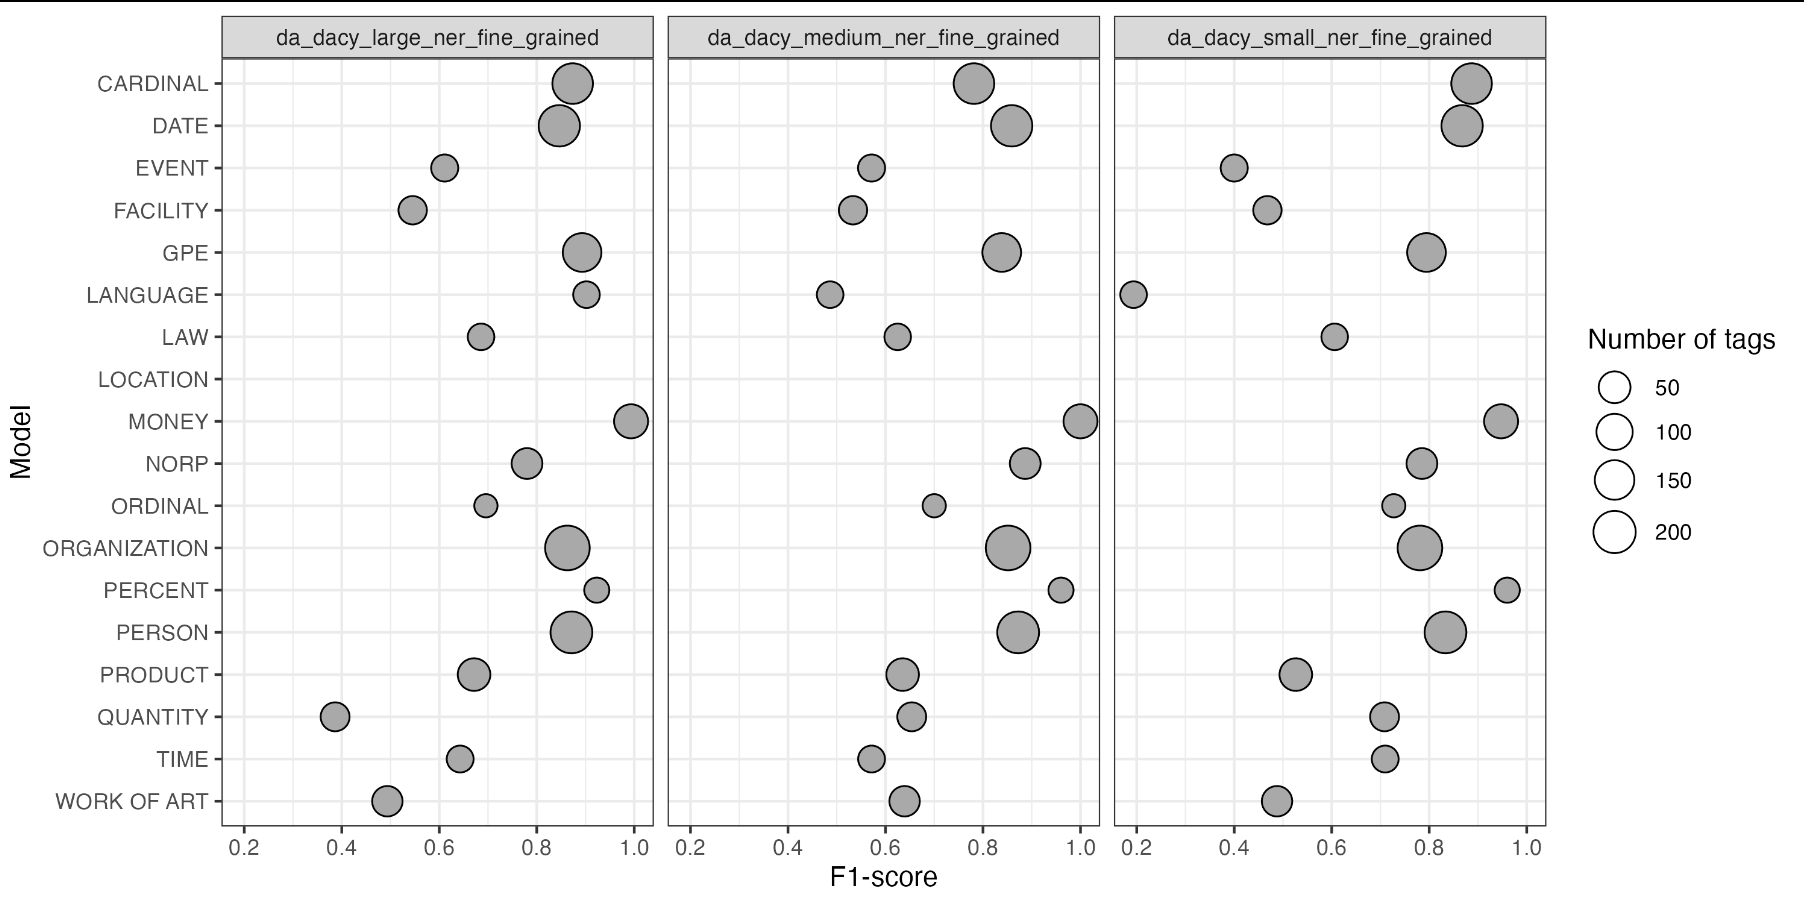 da_dacy_large_ner_fine_grained
da_dacy_medium_ner_fine_grained
da_dacy_small_ner_fine_grained
CARDINAL
DATE
EVENT
FACILITY
GPE
LANGUAGE
LAW
LOCATION
MONEY
NORP
ORDINAL
ORGANIZATION
PERCENT
PERSON
PRODUCT
QUANTITY
TIME
WORK OF ART
Model
0.2 0.4 0.6 0.8 1.0
0.2 0.4 0.6 0.8 1.0
0.2 0.4 0.6 0.8 1.0
F1-score
Number of tags
50
100
150
200